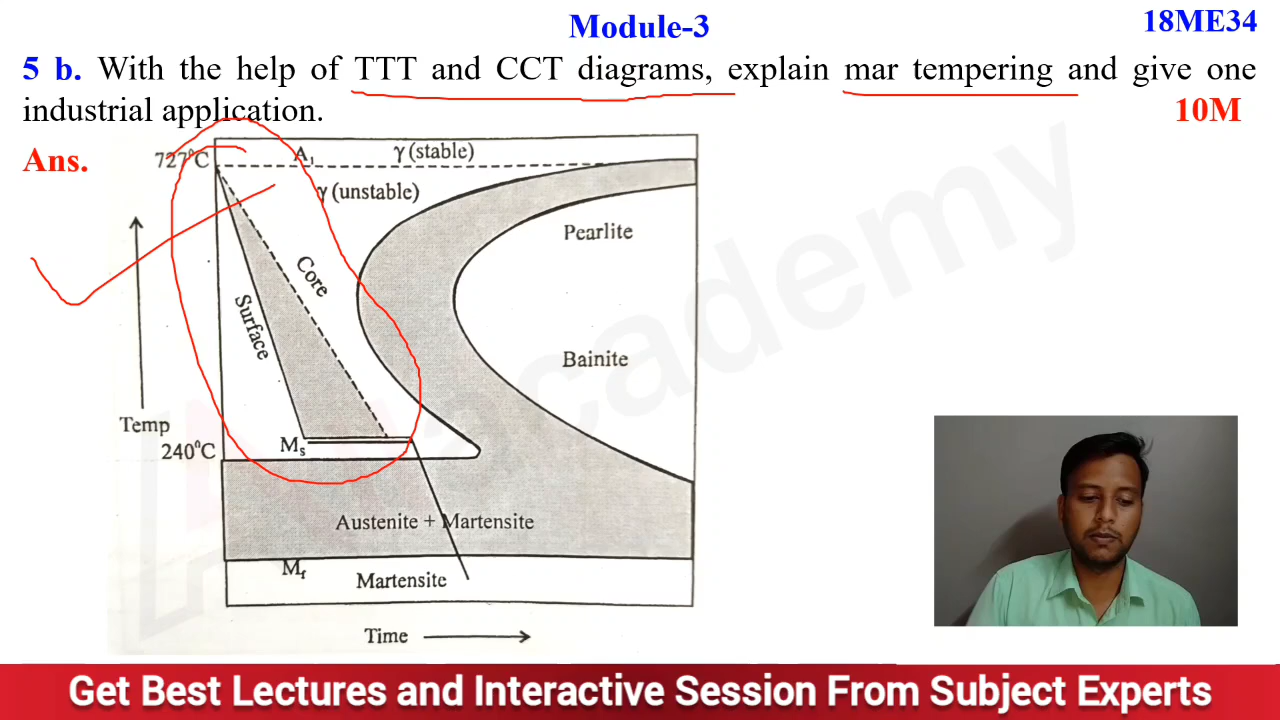 Module-3
18ME34
5 b. With the help of TTT and CCT diagrams, explain mar tempering and give one
industrial application.
10M
Ans.
727°C
A₁
γ (stable)
γ (unstable)
Pearlite
Core
Surface
Bainite
Temp
240°C
Mₛ
Austenite + Martensite
M_f
Martensite
Time
academy
Get Best Lectures and Interactive Session From Subject Experts